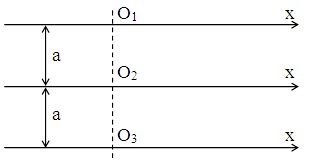 O₁ x
a
O₂ x
a
O₃ x